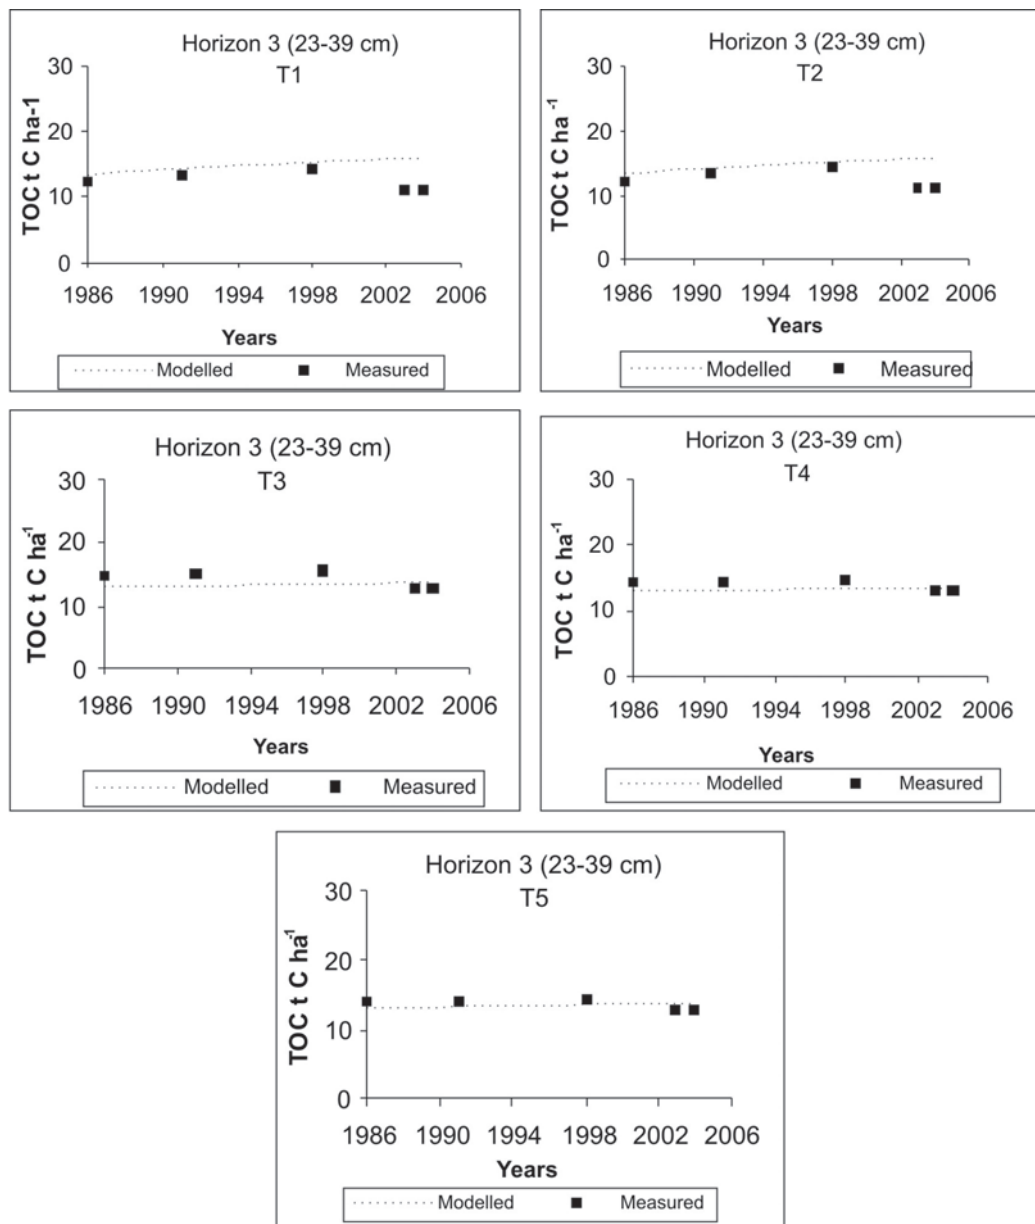 Horizon 3 (23-39 cm)
T1
TOC t C ha-1
30
20
10
0
1986 1990 1994 1998 2002 2006
Years
Modelled Measured
Horizon 3 (23-39 cm)
T2
TOC t C ha -1
30
20
10
0
1986 1990 1994 1998 2002 2006
Years
Modelled Measured
Horizon 3 (23-39 cm)
T3
TOC t C ha-1
30
20
10
0
1986 1990 1994 1998 2002 2006
Years
Modelled Measured
Horizon 3 (23-39 cm)
T4
TOC t C ha-1
30
20
10
0
1986 1990 1994 1998 2002 2006
Years
Modelled Measured
Horizon 3 (23-39 cm)
T5
TOC t C ha-1
30
20
10
0
1986 1990 1994 1998 2002 2006
Years
Modelled Measured